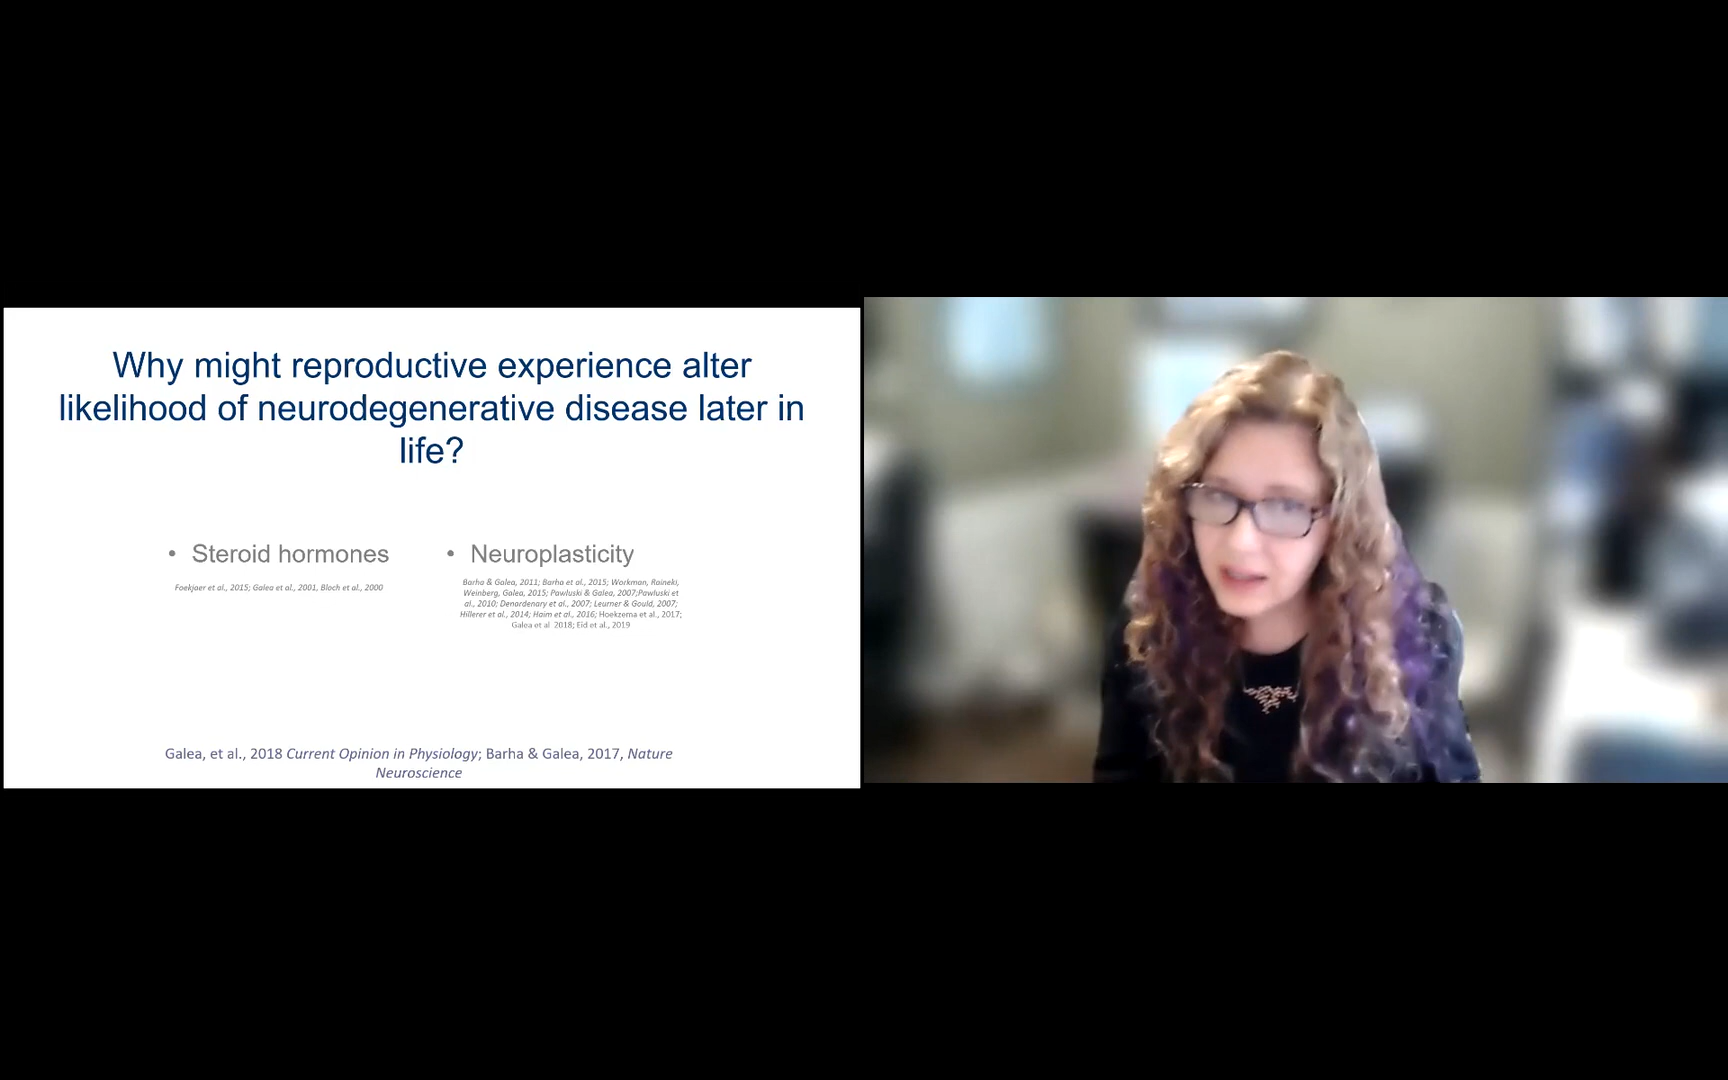 Why might reproductive experience alter
likelihood of neurodegenerative disease later in
life?
• Steroid hormones
Foekjaer et al., 2015; Galea et al., 2001, Bloch et al., 2000
• Neuroplasticity
Barha & Galea, 2011; Barha et al., 2015; Workman, Raineki,
Weinberg, Galea, 2015; Pawluski & Galea, 2007;Pawluski et
al., 2010; Denardenary et al., 2007; Leurner & Gould, 2007;
Hillerer et al., 2014; Haim et al., 2016; Hoekzema et al., 2017;
Galea et al 2018; Eid et al., 2019
Galea, et al., 2018 Current Opinion in Physiology; Barha & Galea, 2017, Nature
Neuroscience